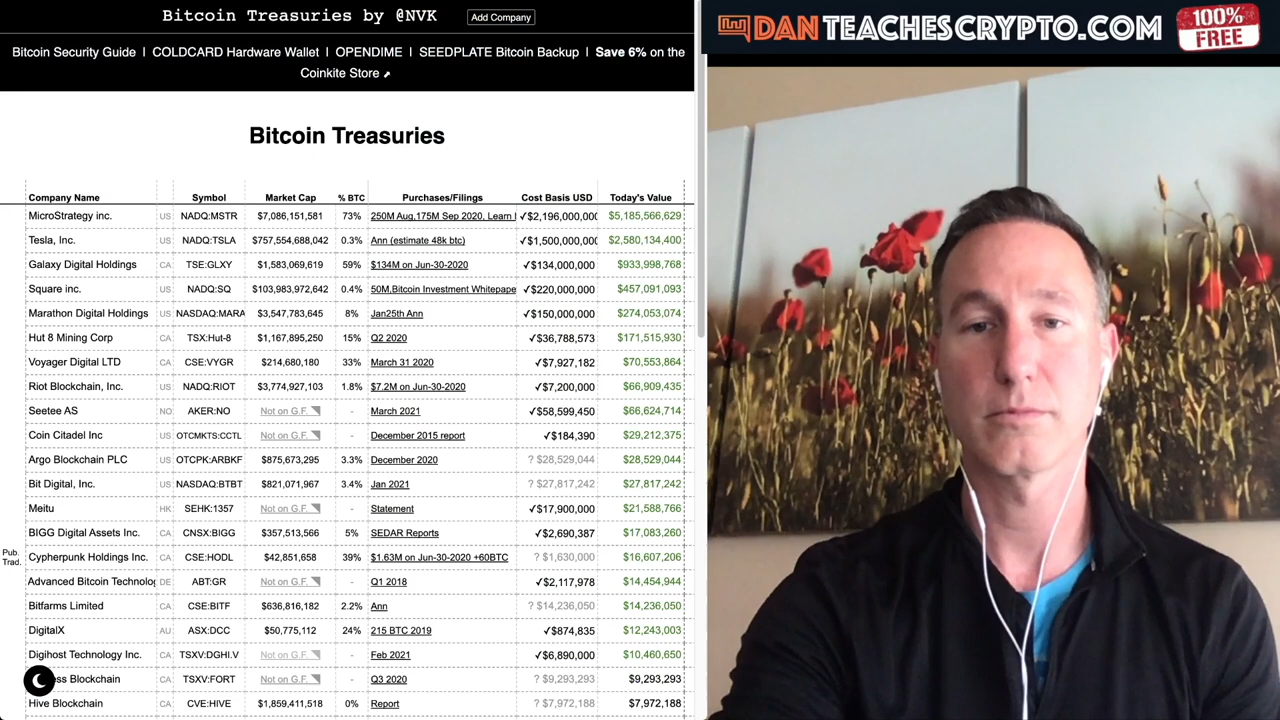 Bitcoin Treasuries by @NVK
Add Company
Bitcoin Security Guide | COLDCARD Hardware Wallet | OPENDIME | SEEDPLATE Bitcoin Backup | Save 6% on the
Coinkite Store
DANTEACHESCRYPTO.COM
100%
FREE
Bitcoin Treasuries
Company Name Symbol Market Cap % BTC Purchases/Filings Cost Basis USD Today's Value
MicroStrategy inc. US NADQ:MSTR $7,086,151,581 73% 250M Aug,175M Sep 2020, Learn ✓$2,196,000,000 $5,185,566,629
Tesla, Inc. US NADQ:TSLA $757,554,688,042 0.3% Ann (estimate 48k btc) ✓$1,500,000,000 $2,580,134,400
Galaxy Digital Holdings CA TSE:GLXY $1,583,069,619 59% $134M on Jun-30-2020 ✓$134,000,000 $933,998,768
Square inc. US NADQ:SQ $103,983,972,642 0.4% 50M,Bitcoin Investment Whitepape ✓$220,000,000 $457,091,093
Marathon Digital Holdings US NASDAQ:MARA $3,547,783,645 8% Jan25th Ann ✓$150,000,000 $274,053,074
Hut 8 Mining Corp CA TSX:Hut-8 $1,167,895,250 15% Q2 2020 ✓$36,788,573 $171,515,930
Voyager Digital LTD CA CSE:VYGR $214,680,180 33% March 31 2020 ✓$7,927,182 $70,553,864
Riot Blockchain, Inc. US NADQ:RIOT $3,774,927,103 1.8% $7.2M on Jun-30-2020 ✓$7,200,000 $66,909,435
Seetee AS NO AKER:NO Not on G.F. - March 2021 ✓$58,599,450 $66,624,714
Coin Citadel Inc US OTCMKTS:CCTL Not on G.F. - December 2015 report ✓$184,390 $29,212,375
Argo Blockchain PLC US OTCPK:ARBKF $875,673,295 3.3% December 2020 ? $28,529,044 $28,529,044
Bit Digital, Inc. US NASDAQ:BTBT $821,071,967 3.4% Jan 2021 ? $27,817,242 $27,817,242
Meitu HK SEHK:1357 Not on G.F. - Statement ✓$17,900,000 $21,588,766
BIGG Digital Assets Inc. CA CNSX:BIGG $357,513,566 5% SEDAR Reports ✓$2,690,387 $17,083,260
Pub.
Trad.
Cypherpunk Holdings Inc. CA CSE:HODL $42,851,658 39% $1.63M on Jun-30-2020 +60BTC ? $1,630,000 $16,607,206
Advanced Bitcoin Technolog DE ABT:GR Not on G.F. - Q1 2018 ✓$2,117,978 $14,454,944
Bitfarms Limited CA CSE:BITF $636,816,182 2.2% Ann ? $14,236,050 $14,236,050
DigitalX AU ASX:DCC $50,775,112 24% 215 BTC 2019 ✓$874,835 $12,243,003
Digihost Technology Inc. CA TSXV:DGHI.V Not on G.F. - Feb 2021 ✓$6,890,000 $10,460,650
ss Blockchain CA TSXV:FORT Not on G.F. - Q3 2020 ? $9,293,293 $9,293,293
Hive Blockchain CA CVE:HIVE $1,859,411,518 0% Report ? $7,972,188 $7,972,188